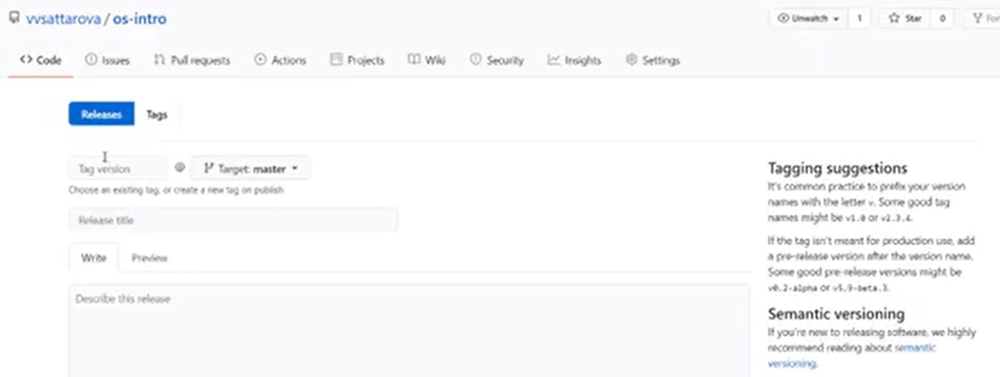 vvsattarova / os-intro
Unwatch 1 Star 0
Code Issues Pull requests Actions Projects Wiki Security Insights Settings
Releases Tags
Tag version @ Target: master
Choose an existing tag, or create a new tag on publish
Release title
Write Preview
Describe this release
Tagging suggestions
It's common practice to prefix your version
names with the letter v. Some good tag
names might be v1.0 or v2.3.4.
If the tag isn't meant for production use, add
a pre-release version after the version name.
Some good pre-release versions might be
v0.2-alpha or v5.9-beta.3.
Semantic versioning
If you're new to releasing software, we highly
recommend reading about semantic
versioning.